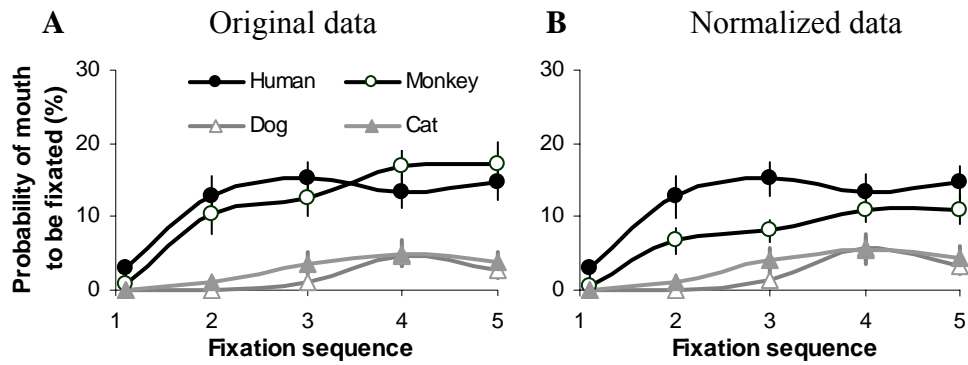 A Original data
B Normalized data
Probability of mouth
to be fixated (%)
30
20
10
0
Human
Monkey
Dog
Cat
1 2 3 4 5
Fixation sequence
30
20
10
0
1 2 3 4 5
Fixation sequence